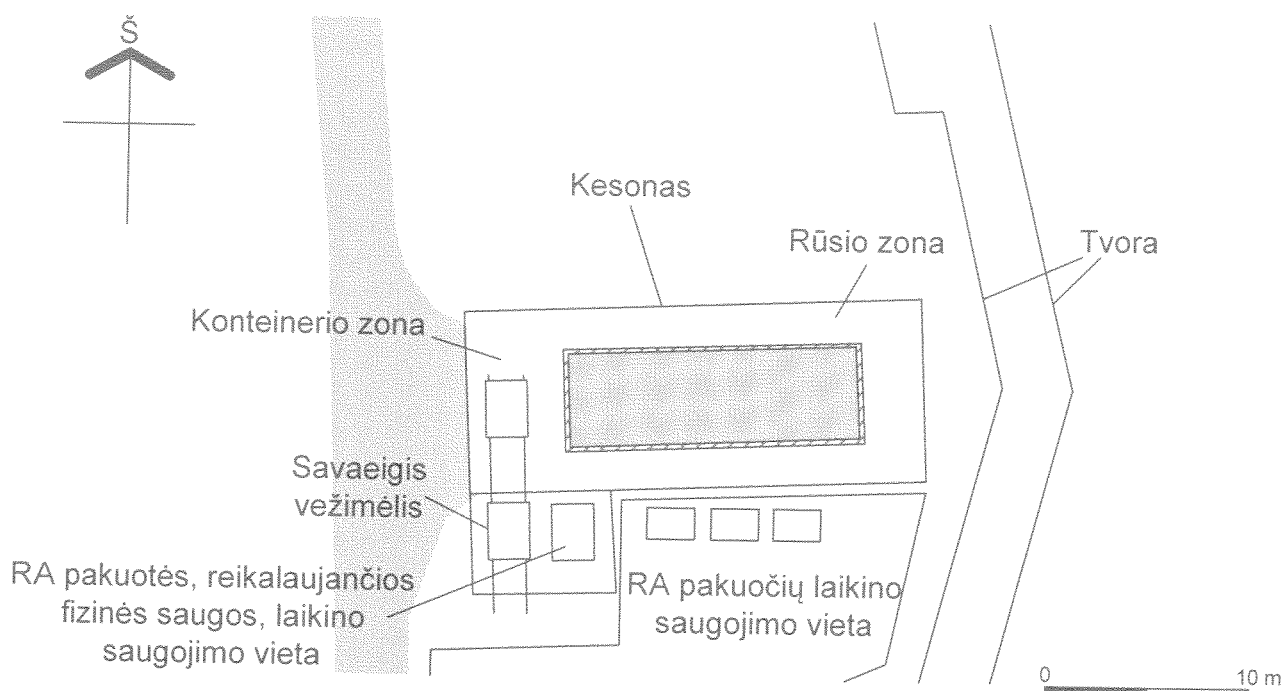 Š
Kesonas
Rūsio zona
Tvora
Konteinerio zona
Savaeigis
vežimėlis
RA pakuotės, reikalaujančios
fizinės saugos, laikino
saugojimo vieta
RA pakuočių laikino
saugojimo vieta
0
10 m